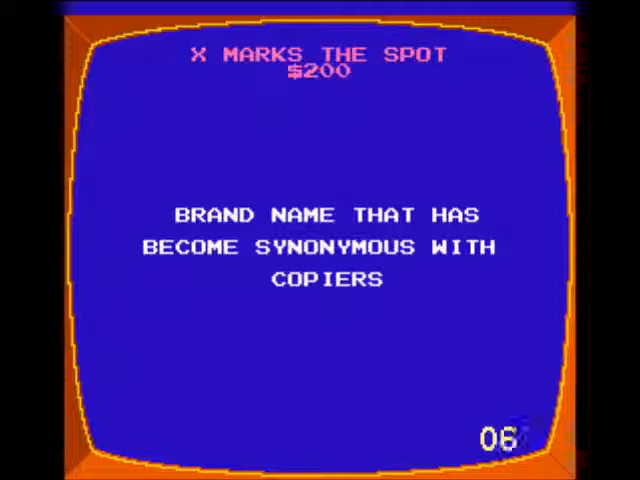 X MARKS THE SPOT
$200
BRAND NAME THAT HAS
BECOME SYNONYMOUS WITH
COPIERS
06